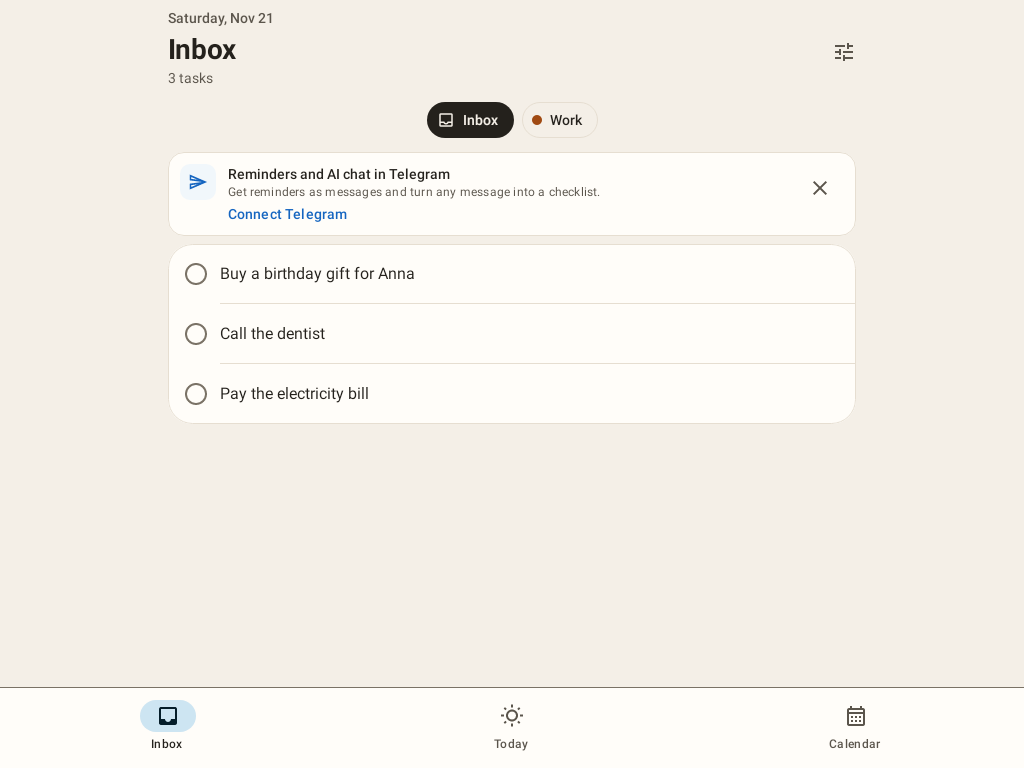 Saturday, Nov 21
Inbox
3 tasks
Inbox
Work
Reminders and AI chat in Telegram
Get reminders as messages and turn any message into a checklist.
Connect Telegram
Buy a birthday gift for Anna
Call the dentist
Pay the electricity bill
Inbox
Today
Calendar